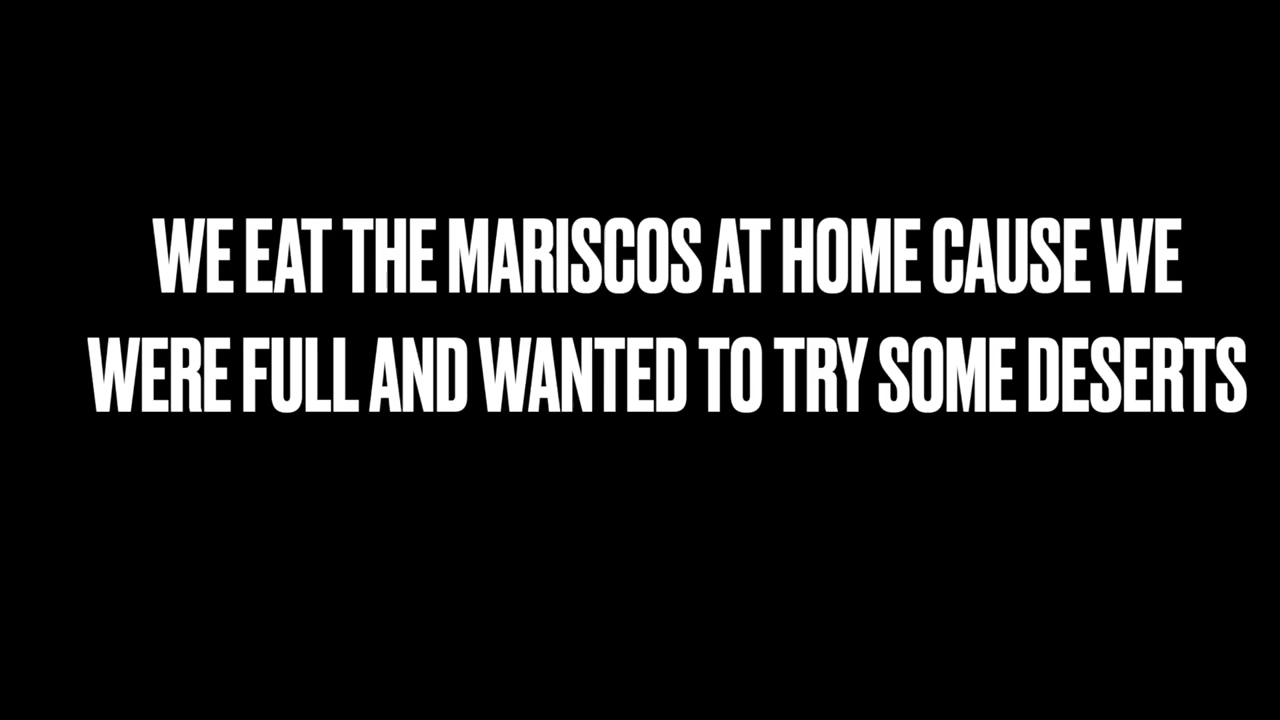 WE EAT THE MARISCOS AT HOME CAUSE WE
WERE FULL AND WANTED TO TRY SOME DESERTS